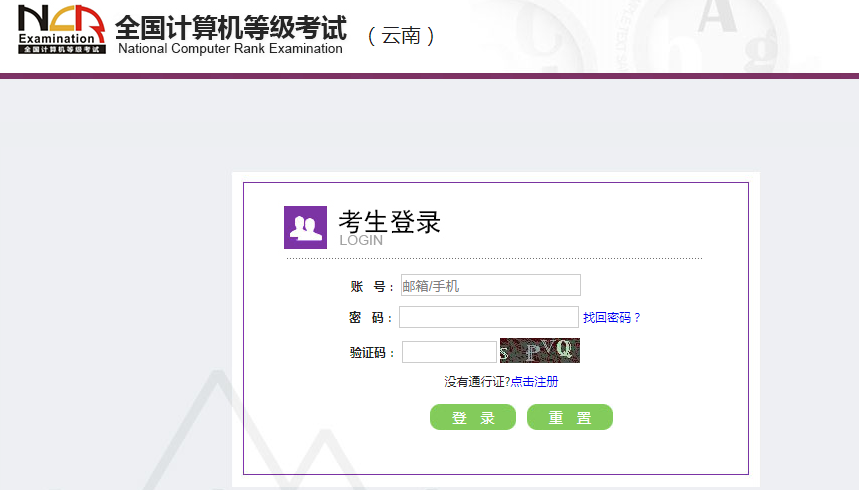 NCR
Examination
全国计算机等级考试
全国计算机等级考试 （云南）
National Computer Rank Examination
A
g
考生登录
LOGIN
账 号： 邮箱/手机
密 码： 找回密码？
验证码： S P V Q
没有通行证?点击注册
登 录 重 置